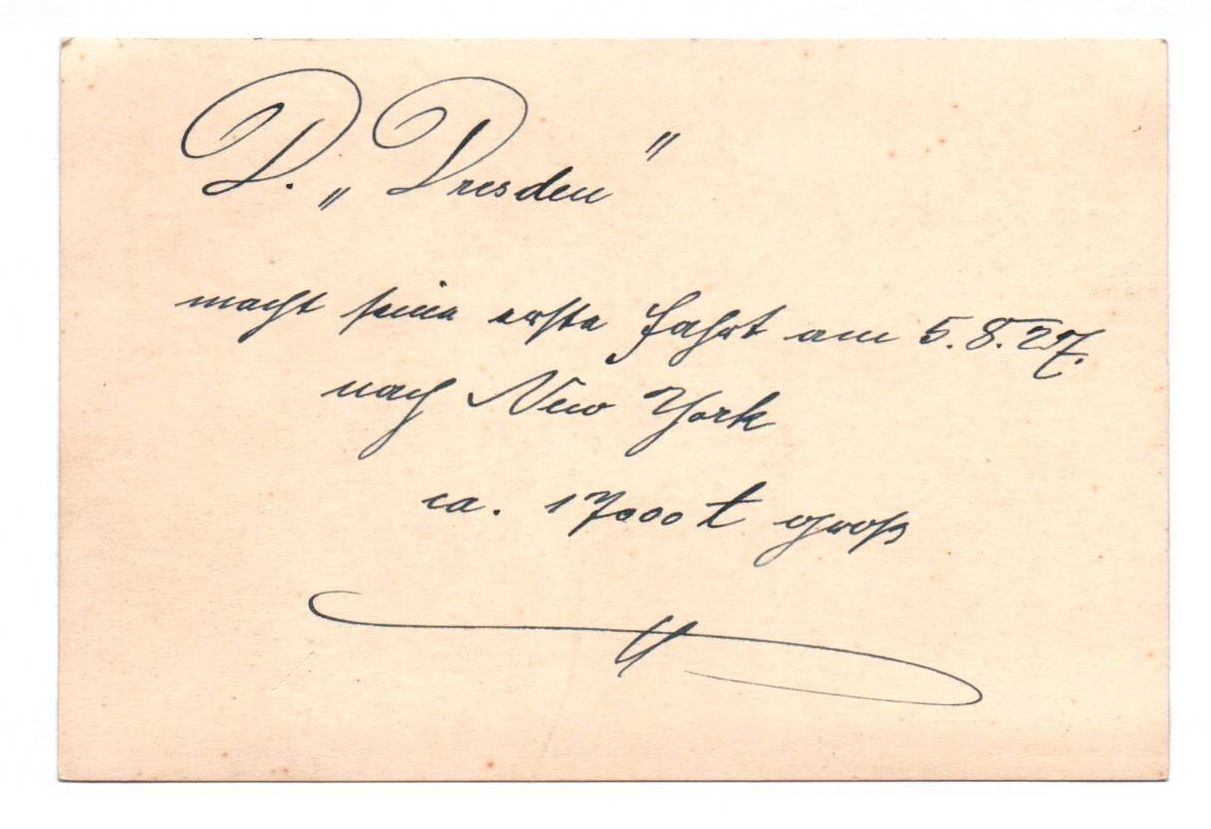 D. „Dresden"
macht seine erste Fahrt am 5.8.27.
nach New York
ca. 17000 t groß